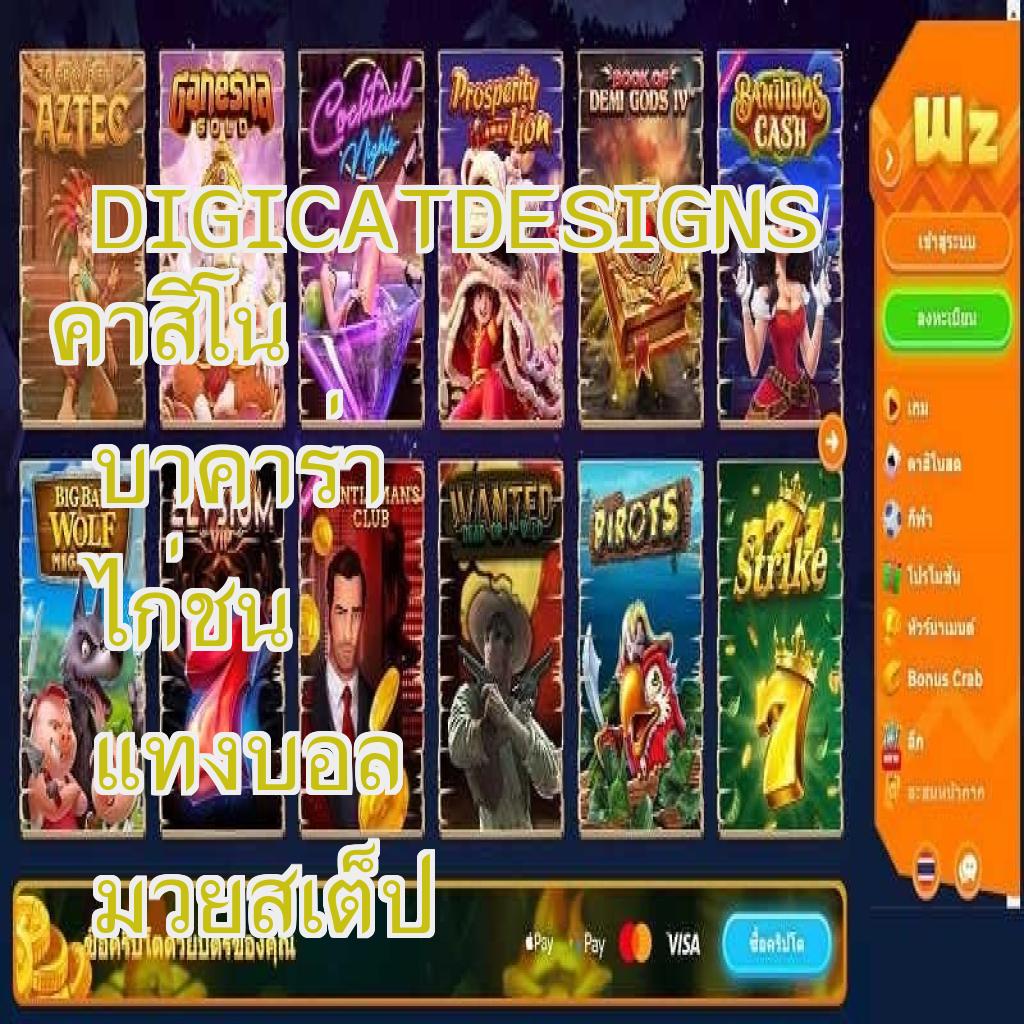 AZTEC
Ganesha
GOLD
Cocktail
Nights
Prosperity
Lion
BOOK OF
DEMI GODS IV
BANDIDOS
CASH
Wz
DIGICATDESIGNS
เข้าสู่ระบบ
คาสิโน
ลงทะเบียน
เกม
บาคาร่า
คาสิโนสด
BIG BAD
WOLF
ELYSIUM
VIP
GENTLEMAN'S
CLUB
WANTED
DEAD OR A WILD
PIROTS
777
Strike
กีฬา
ไก่ชน
โปรโมชั่น
ทัวร์นาเมนต์
Bonus Crab
แทงบอล
ลีก
สะสมหน้ากาก
มวยสเต็ป
ซื้อคริปโตด้วยบัตรของคุณ
Pay
Pay
VISA
ซื้อคริปโต